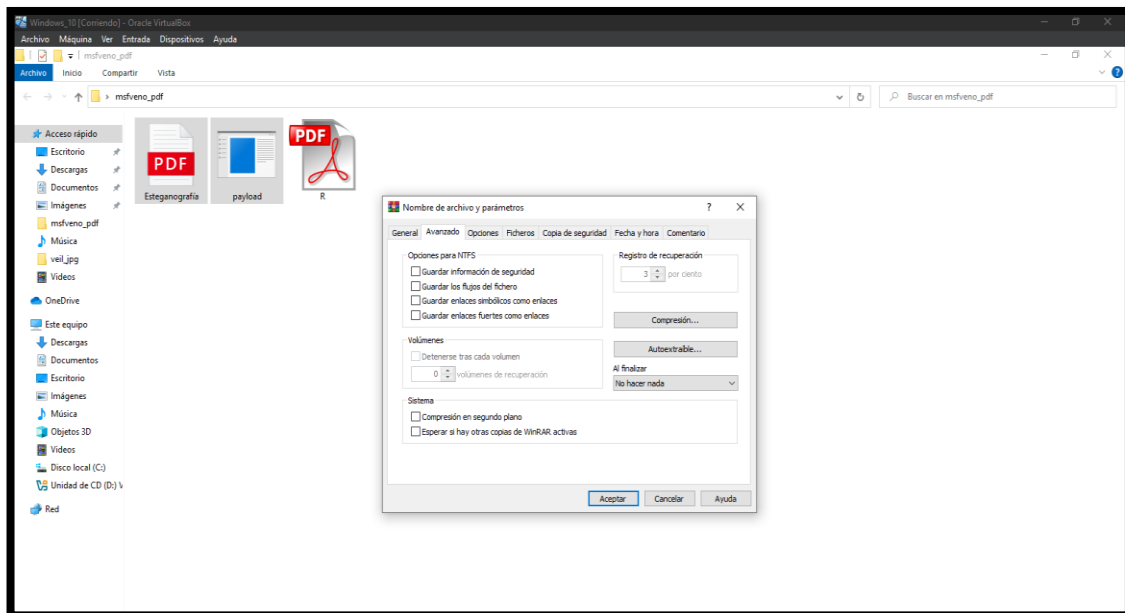 Windows_10 [Corriendo] - Oracle VirtualBox
Archivo Máquina Ver Entrada Dispositivos Ayuda
msfveno_pdf
Archivo Inicio Compartir Vista
msfveno_pdf
Buscar en msfveno_pdf
Acceso rápido
Escritorio
Descargas
Documentos
Imágenes
msfveno_pdf
Música
veil_jpg
Videos
OneDrive
Este equipo
Descargas
Documentos
Escritorio
Imágenes
Música
Objetos 3D
Videos
Disco local (C:)
Unidad de CD (D:) V
Red
PDF
Esteganografía
payload
PDF
R
Nombre de archivo y parámetros
General Avanzado Opciones Ficheros Copia de seguridad Fecha y hora Comentario
Opciones para NTFS
Guardar información de seguridad
Guardar los flujos del fichero
Guardar enlaces simbólicos como enlaces
Guardar enlaces fuertes como enlaces
Registro de recuperación
3 por ciento
Compresión...
Volúmenes
Detenerse tras cada volumen
0 volúmenes de recuperación
Autoextraíble...
Al finalizar
No hacer nada
Sistema
Compresión en segundo plano
Esperar si hay otras copias de WinRAR activas
Aceptar Cancelar Ayuda